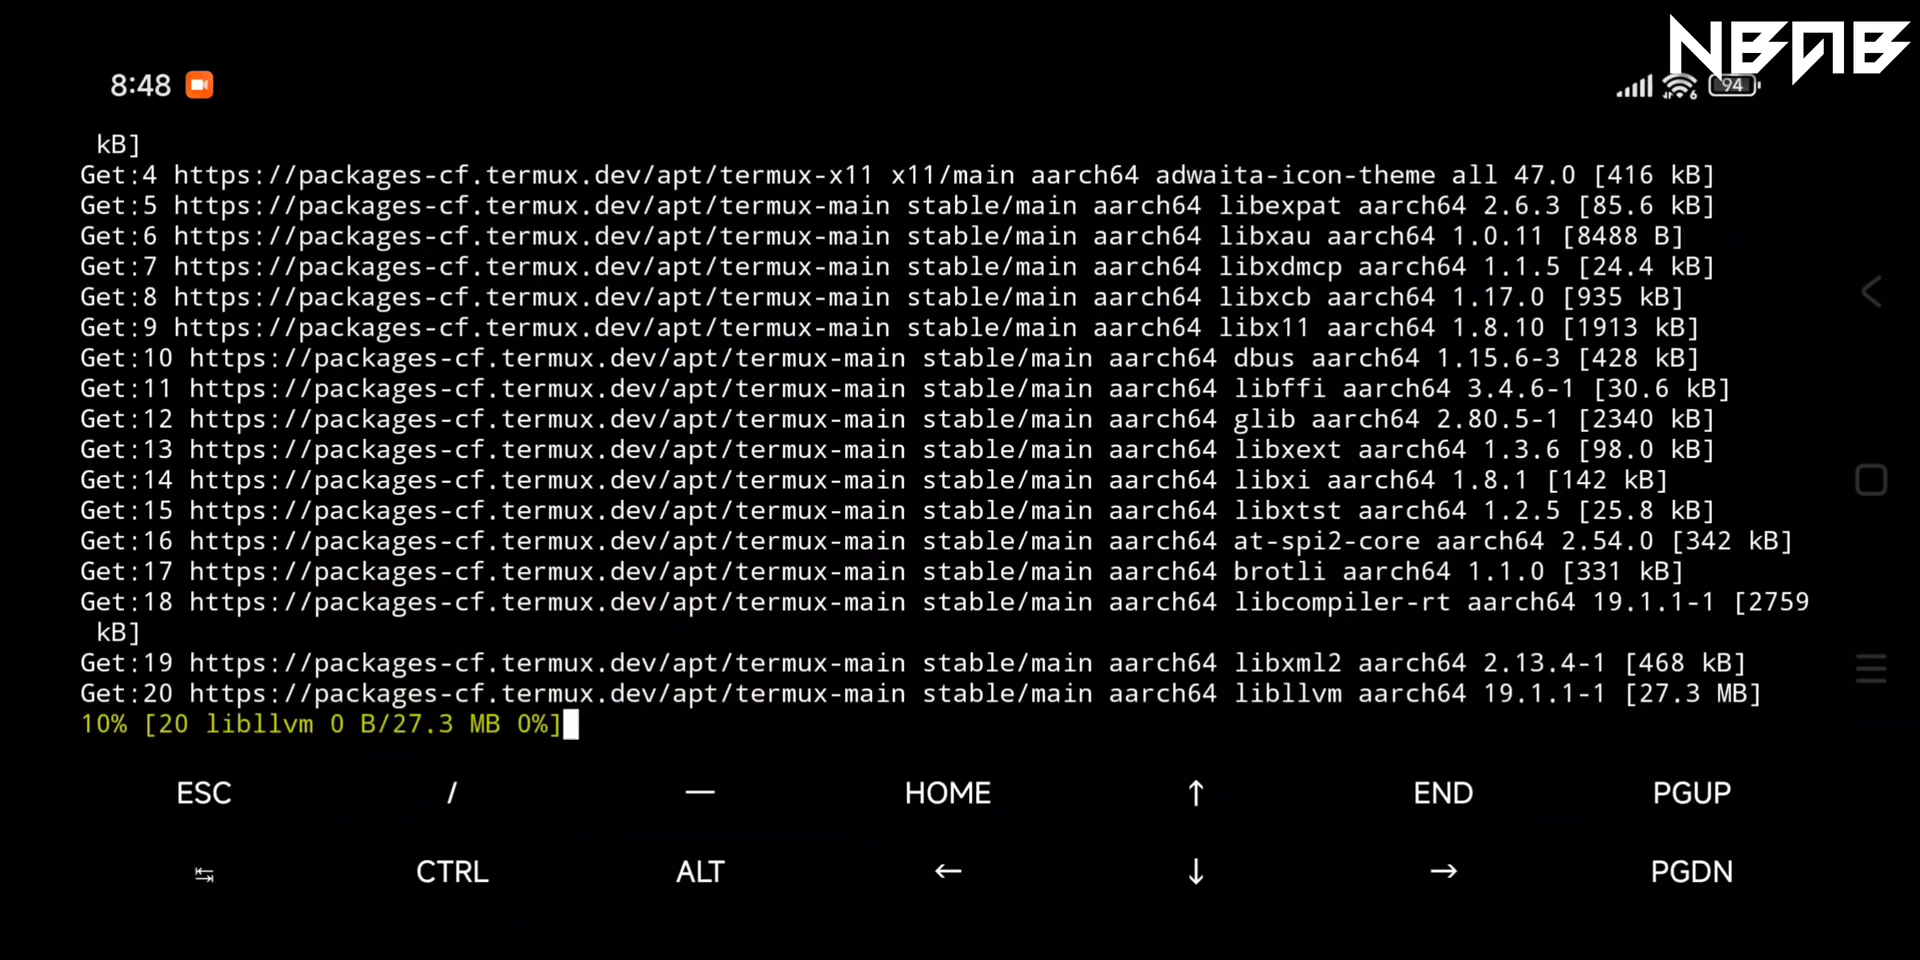 NBAB
8:48
94
kB]
Get:4 https://packages-cf.termux.dev/apt/termux-x11 x11/main aarch64 adwaita-icon-theme all 47.0 [416 kB]
Get:5 https://packages-cf.termux.dev/apt/termux-main stable/main aarch64 libexpat aarch64 2.6.3 [85.6 kB]
Get:6 https://packages-cf.termux.dev/apt/termux-main stable/main aarch64 libxau aarch64 1.0.11 [8488 B]
Get:7 https://packages-cf.termux.dev/apt/termux-main stable/main aarch64 libxdmcp aarch64 1.1.5 [24.4 kB]
Get:8 https://packages-cf.termux.dev/apt/termux-main stable/main aarch64 libxcb aarch64 1.17.0 [935 kB]
Get:9 https://packages-cf.termux.dev/apt/termux-main stable/main aarch64 libx11 aarch64 1.8.10 [1913 kB]
Get:10 https://packages-cf.termux.dev/apt/termux-main stable/main aarch64 dbus aarch64 1.15.6-3 [428 kB]
Get:11 https://packages-cf.termux.dev/apt/termux-main stable/main aarch64 libffi aarch64 3.4.6-1 [30.6 kB]
Get:12 https://packages-cf.termux.dev/apt/termux-main stable/main aarch64 glib aarch64 2.80.5-1 [2340 kB]
Get:13 https://packages-cf.termux.dev/apt/termux-main stable/main aarch64 libxext aarch64 1.3.6 [98.0 kB]
Get:14 https://packages-cf.termux.dev/apt/termux-main stable/main aarch64 libxi aarch64 1.8.1 [142 kB]
Get:15 https://packages-cf.termux.dev/apt/termux-main stable/main aarch64 libxtst aarch64 1.2.5 [25.8 kB]
Get:16 https://packages-cf.termux.dev/apt/termux-main stable/main aarch64 at-spi2-core aarch64 2.54.0 [342 kB]
Get:17 https://packages-cf.termux.dev/apt/termux-main stable/main aarch64 brotli aarch64 1.1.0 [331 kB]
Get:18 https://packages-cf.termux.dev/apt/termux-main stable/main aarch64 libcompiler-rt aarch64 19.1.1-1 [2759
kB]
Get:19 https://packages-cf.termux.dev/apt/termux-main stable/main aarch64 libxml2 aarch64 2.13.4-1 [468 kB]
Get:20 https://packages-cf.termux.dev/apt/termux-main stable/main aarch64 libllvm aarch64 19.1.1-1 [27.3 MB]
10% [20 libllvm 0 B/27.3 MB 0%]
ESC / — HOME ↑ END PGUP
↹ CTRL ALT ← ↓ → PGDN